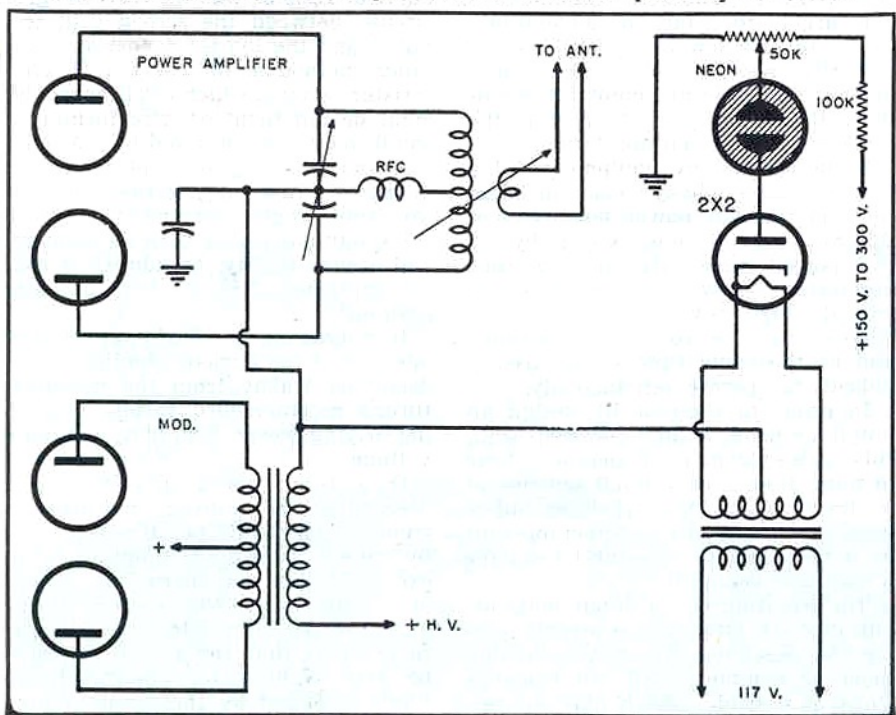 POWER AMPLIFIER
TO ANT.
50K
NEON
100K
RFC
2X2
+150 V. TO 300 V.
MOD.
+
+ H. V.
117 V.